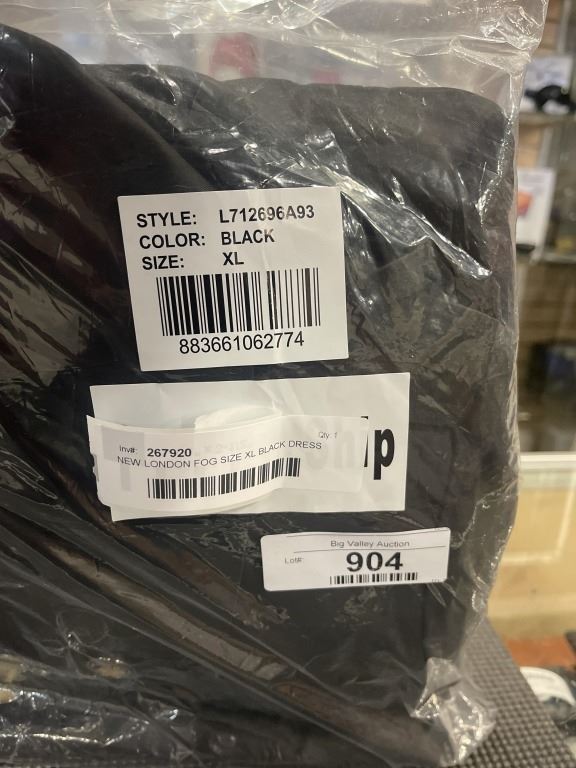 STYLE: L712696A93
COLOR: BLACK
SIZE: XL
883661062774
Inv#: 267920 Qty: 1
NEW LONDON FOG SIZE XL BLACK DRESS
Big Valley Auction
Lot#: 904